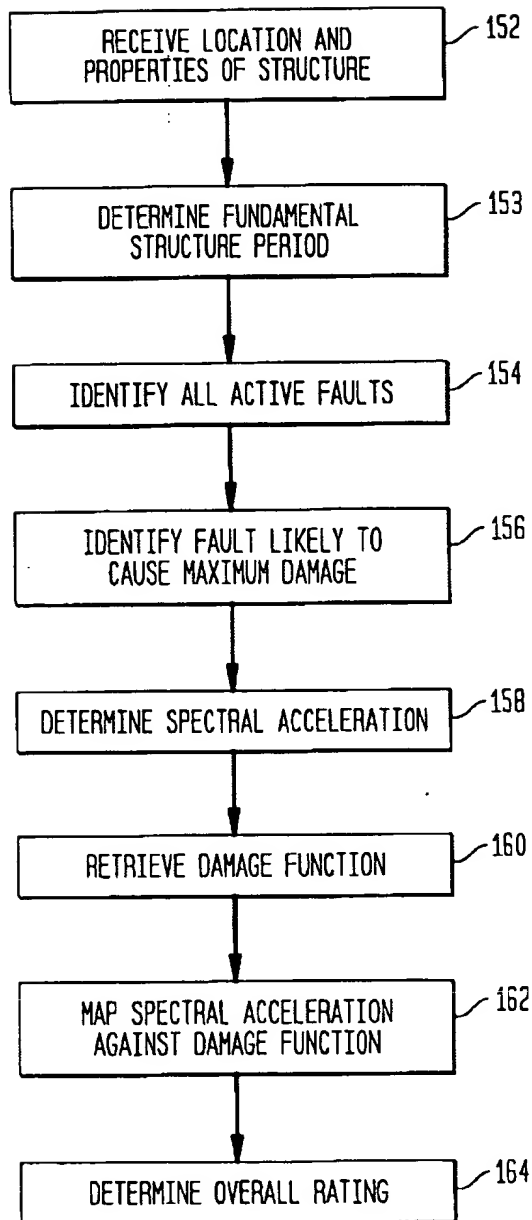 RECEIVE LOCATION AND
PROPERTIES OF STRUCTURE
152
DETERMINE FUNDAMENTAL
STRUCTURE PERIOD
153
IDENTIFY ALL ACTIVE FAULTS
154
IDENTIFY FAULT LIKELY TO
CAUSE MAXIMUM DAMAGE
156
DETERMINE SPECTRAL ACCELERATION
158
RETRIEVE DAMAGE FUNCTION
160
MAP SPECTRAL ACCELERATION
AGAINST DAMAGE FUNCTION
162
DETERMINE OVERALL RATING
164